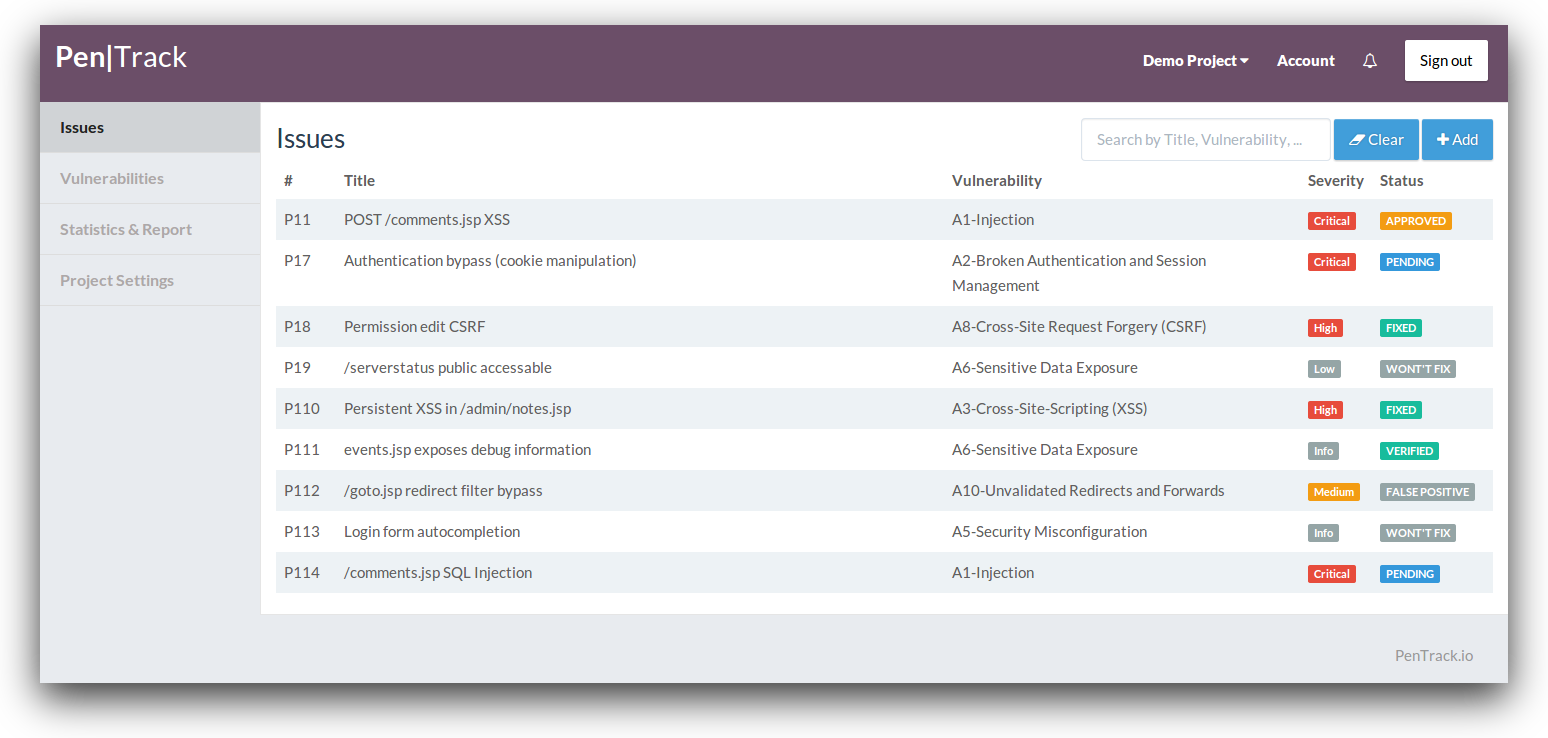 Pen|Track
Demo Project
Account
Sign out
Issues
Vulnerabilities
Statistics & Report
Project Settings
Issues
Search by Title, Vulnerability, ...
Clear
Add
# Title Vulnerability Severity Status
P11 POST /comments.jsp XSS A1-Injection Critical APPROVED
P17 Authentication bypass (cookie manipulation) A2-Broken Authentication and Session Critical PENDING
Management
P18 Permission edit CSRF A8-Cross-Site Request Forgery (CSRF) High FIXED
P19 /serverstatus public accessable A6-Sensitive Data Exposure Low WONT'T FIX
P110 Persistent XSS in /admin/notes.jsp A3-Cross-Site-Scripting (XSS) High FIXED
P111 events.jsp exposes debug information A6-Sensitive Data Exposure Info VERIFIED
P112 /goto.jsp redirect filter bypass A10-Unvalidated Redirects and Forwards Medium FALSE POSITIVE
P113 Login form autocompletion A5-Security Misconfiguration Info WONT'T FIX
P114 /comments.jsp SQL Injection A1-Injection Critical PENDING
PenTrack.io